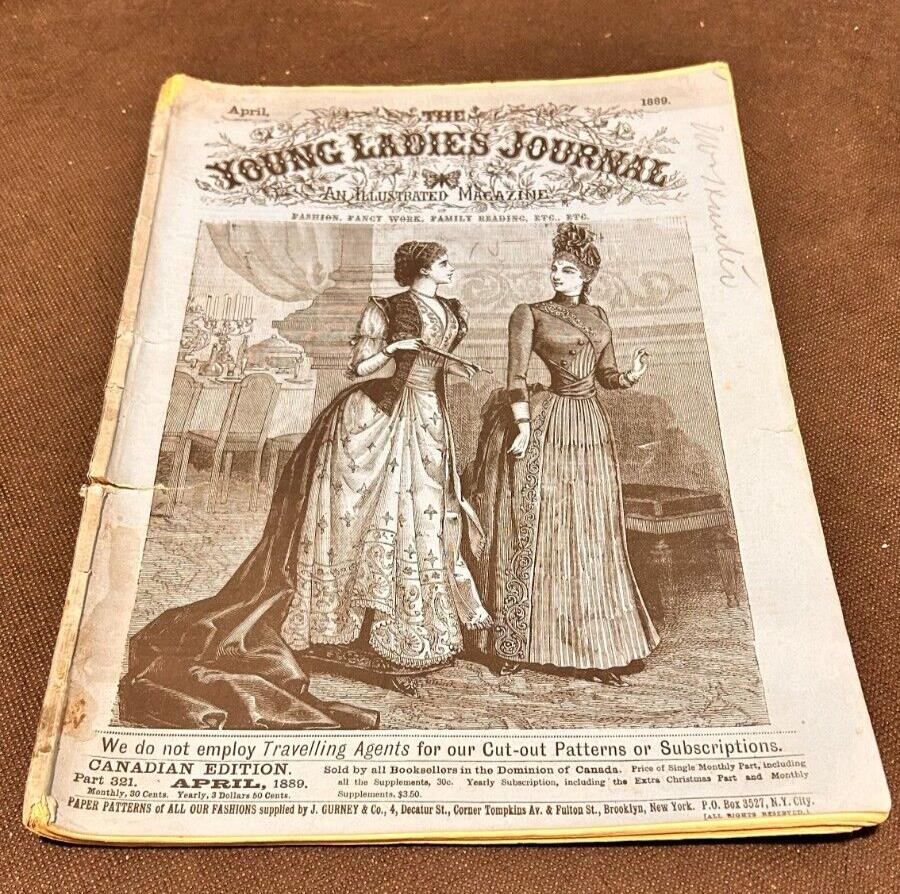 April,
1889.
THE
YOUNG LADIES JOURNAL
AN ILLUSTRATED MAGAZINE
OF
FASHION, FANCY WORK, FAMILY READING, ETC., ETC.
We do not employ Travelling Agents for our Cut-out Patterns or Subscriptions.
CANADIAN EDITION.
Part 321. APRIL, 1889.
Monthly, 30 Cents. Yearly, 3 Dollars 50 Cents.
Sold by all Booksellers in the Dominion of Canada. Price of Single Monthly Part, including
all the Supplements, 30c. Yearly Subscription, including the Extra Christmas Part and Monthly
Supplements, $3.50.
PAPER PATTERNS of ALL OUR FASHIONS supplied by J. GURNEY & Co., 4, Decatur St., Corner Tompkins Av. & Fulton St., Brooklyn, New York. P.O. Box 3527, N.Y. City.
[ALL RIGHTS RESERVED.]